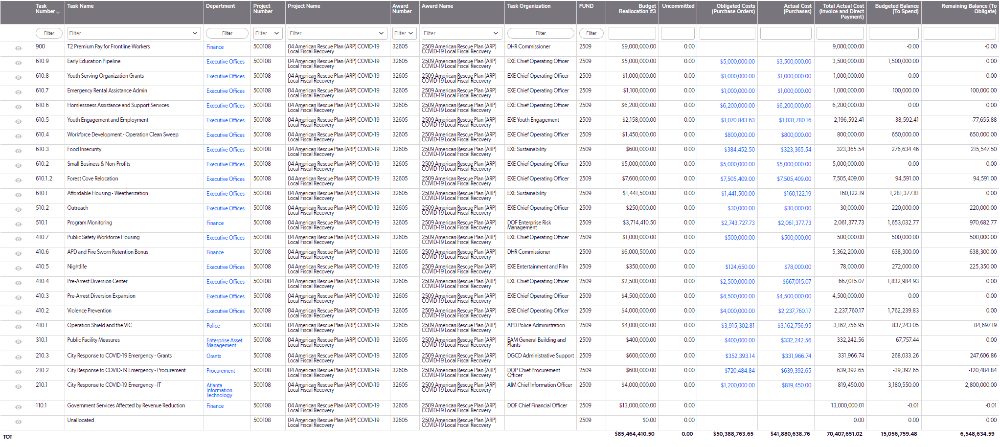 Task Number↓ Task Name Department Project Number Project Name Award Number Award Name Task Organization FUND Budget Reallocation #3 Uncommitted Obligated Costs (Purchase Orders) Actual Cost (Purchases) Total Actual Cost (Invoice and Direct Payment) Budgeted Balance (To Spend) Remaining Balance (To Obligate)
Filter Filter Filter Filter Filter Filter Filter Filter Filter
900 T2 Premium Pay for Frontline Workers Finance 500108 04 American Rescue Plan (ARP) COVID-19 Local Fiscal Recovery 32605 2509 American Rescue Plan (ARP) COVID-19 Local Fiscal Recovery DHR Commissioner 2509 $9,000,000.00 0.00 9,000,000.00 -0.00 -0.00
610.9 Early Education Pipeline Executive Offices 500108 04 American Rescue Plan (ARP) COVID-19 Local Fiscal Recovery 32605 2509 American Rescue Plan (ARP) COVID-19 Local Fiscal Recovery EXE Chief Operating Officer 2509 $5,000,000.00 0.00 $5,000,000.00 $3,500,000.00 3,500,000.00 1,500,000.00 0.00
610.8 Youth Serving Organization Grants Executive Offices 500108 04 American Rescue Plan (ARP) COVID-19 Local Fiscal Recovery 32605 2509 American Rescue Plan (ARP) COVID-19 Local Fiscal Recovery EXE Chief Operating Officer 2509 $1,000,000.00 0.00 $1,000,000.00 $1,000,000.00 1,000,000.00 0.00 0.00
610.7 Emergency Rental Assistance Admin Executive Offices 500108 04 American Rescue Plan (ARP) COVID-19 Local Fiscal Recovery 32605 2509 American Rescue Plan (ARP) COVID-19 Local Fiscal Recovery EXE Chief Operating Officer 2509 $1,100,000.00 0.00 $1,000,000.00 $1,000,000.00 1,000,000.00 100,000.00 100,000.00
610.6 Homlessness Assistance and Support Services Executive Offices 500108 04 American Rescue Plan (ARP) COVID-19 Local Fiscal Recovery 32605 2509 American Rescue Plan (ARP) COVID-19 Local Fiscal Recovery EXE Chief Operating Officer 2509 $6,200,000.00 0.00 $6,200,000.00 $6,200,000.00 6,200,000.00 0.00 0.00
610.5 Youth Engagement and Employment Executive Offices 500108 04 American Rescue Plan (ARP) COVID-19 Local Fiscal Recovery 32605 2509 American Rescue Plan (ARP) COVID-19 Local Fiscal Recovery EXE Youth Engagement 2509 $2,158,000.00 0.00 $1,070,843.63 $1,031,780.16 2,196,592.41 -38,592.41 -77,655.88
610.4 Workforce Development - Operation Clean Sweep Executive Offices 500108 04 American Rescue Plan (ARP) COVID-19 Local Fiscal Recovery 32605 2509 American Rescue Plan (ARP) COVID-19 Local Fiscal Recovery EXE Chief Operating Officer 2509 $1,450,000.00 0.00 $800,000.00 $800,000.00 800,000.00 650,000.00 650,000.00
610.3 Food Insecurity Executive Offices 500108 04 American Rescue Plan (ARP) COVID-19 Local Fiscal Recovery 32605 2509 American Rescue Plan (ARP) COVID-19 Local Fiscal Recovery EXE Sustainability 2509 $600,000.00 0.00 $384,452.50 $323,365.54 323,365.54 276,634.46 215,547.50
610.2 Small Business & Non-Profits Executive Offices 500108 04 American Rescue Plan (ARP) COVID-19 Local Fiscal Recovery 32605 2509 American Rescue Plan (ARP) COVID-19 Local Fiscal Recovery EXE Chief Operating Officer 2509 $5,000,000.00 0.00 $5,000,000.00 $5,000,000.00 5,000,000.00 0.00 0.00
610.1.2 Forest Cove Relocation Executive Offices 500108 04 American Rescue Plan (ARP) COVID-19 Local Fiscal Recovery 32605 2509 American Rescue Plan (ARP) COVID-19 Local Fiscal Recovery EXE Chief Operating Officer 2509 $7,600,000.00 0.00 $7,505,409.00 $7,505,409.00 7,505,409.00 94,591.00 94,591.00
610.1 Affordable Housing - Weatherization Executive Offices 500108 04 American Rescue Plan (ARP) COVID-19 Local Fiscal Recovery 32605 2509 American Rescue Plan (ARP) COVID-19 Local Fiscal Recovery EXE Sustainability 2509 $1,441,500.00 0.00 $1,441,500.00 $160,122.19 160,122.19 1,281,377.81 0.00
510.2 Outreach Executive Offices 500108 04 American Rescue Plan (ARP) COVID-19 Local Fiscal Recovery 32605 2509 American Rescue Plan (ARP) COVID-19 Local Fiscal Recovery EXE Chief Operating Officer 2509 $250,000.00 0.00 $30,000.00 $30,000.00 30,000.00 220,000.00 220,000.00
510.1 Program Monitoring Finance 500108 04 American Rescue Plan (ARP) COVID-19 Local Fiscal Recovery 32605 2509 American Rescue Plan (ARP) COVID-19 Local Fiscal Recovery DOF Enterprise Risk Management 2509 $3,714,410.50 0.00 $2,743,727.73 $2,061,377.73 2,061,377.73 1,653,032.77 970,682.77
410.7 Public Safety Workforce Housing Executive Offices 500108 04 American Rescue Plan (ARP) COVID-19 Local Fiscal Recovery 32605 2509 American Rescue Plan (ARP) COVID-19 Local Fiscal Recovery EXE Chief Operating Officer 2509 $1,000,000.00 0.00 $500,000.00 $500,000.00 500,000.00 500,000.00 500,000.00
410.6 APD and Fire Sworn Retention Bonus Finance 500108 04 American Rescue Plan (ARP) COVID-19 Local Fiscal Recovery 32605 2509 American Rescue Plan (ARP) COVID-19 Local Fiscal Recovery DHR Commissioner 2509 $6,000,500.00 0.00 5,362,200.00 638,300.00 638,300.00
410.5 Nightlife Executive Offices 500108 04 American Rescue Plan (ARP) COVID-19 Local Fiscal Recovery 32605 2509 American Rescue Plan (ARP) COVID-19 Local Fiscal Recovery EXE Entertainment and Film 2509 $350,000.00 0.00 $124,650.00 $78,000.00 78,000.00 272,000.00 225,350.00
410.4 Pre-Arrest Diversion Center Executive Offices 500108 04 American Rescue Plan (ARP) COVID-19 Local Fiscal Recovery 32605 2509 American Rescue Plan (ARP) COVID-19 Local Fiscal Recovery EXE Chief Operating Officer 2509 $2,500,000.00 0.00 $2,500,000.00 $667,015.07 667,015.07 1,832,984.93 0.00
410.3 Pre-Arrest Diversion Expansion Executive Offices 500108 04 American Rescue Plan (ARP) COVID-19 Local Fiscal Recovery 32605 2509 American Rescue Plan (ARP) COVID-19 Local Fiscal Recovery EXE Chief Operating Officer 2509 $4,500,000.00 0.00 $4,500,000.00 $4,500,000.00 4,500,000.00 0.00 0.00
410.2 Violence Prevention Executive Offices 500108 04 American Rescue Plan (ARP) COVID-19 Local Fiscal Recovery 32605 2509 American Rescue Plan (ARP) COVID-19 Local Fiscal Recovery EXE Chief Operating Officer 2509 $4,000,000.00 0.00 $4,000,000.00 $2,237,760.17 2,237,760.17 1,762,239.83 0.00
410.1 Operation Shield and the VIC Police 500108 04 American Rescue Plan (ARP) COVID-19 Local Fiscal Recovery 32605 2509 American Rescue Plan (ARP) COVID-19 Local Fiscal Recovery APD Police Administration 2509 $4,000,000.00 0.00 $3,915,302.81 $3,162,756.95 3,162,756.95 837,243.05 84,697.19
310.1 Public Facility Measures Enterprise Asset Management 500108 04 American Rescue Plan (ARP) COVID-19 Local Fiscal Recovery 32605 2509 American Rescue Plan (ARP) COVID-19 Local Fiscal Recovery EAM General Building and Plants 2509 $400,000.00 0.00 $400,000.00 $332,242.56 332,242.56 67,757.44 0.00
210.3 City Response to COVID-19 Emergency - Grants Grants 500108 04 American Rescue Plan (ARP) COVID-19 Local Fiscal Recovery 32605 2509 American Rescue Plan (ARP) COVID-19 Local Fiscal Recovery DGCD Administrative Support 2509 $600,000.00 0.00 $352,393.14 $331,966.74 331,966.74 268,033.26 247,606.86
210.2 City Response to COVID-19 Emergency - Procurement Procurement 500108 04 American Rescue Plan (ARP) COVID-19 Local Fiscal Recovery 32605 2509 American Rescue Plan (ARP) COVID-19 Local Fiscal Recovery DOP Chief Procurement Officer 2509 $600,000.00 0.00 $720,484.84 $639,392.65 639,392.65 -39,392.65 -120,484.84
210.1 City Response to COVID-19 Emergency - IT Atlanta Information Technology 500108 04 American Rescue Plan (ARP) COVID-19 Local Fiscal Recovery 32605 2509 American Rescue Plan (ARP) COVID-19 Local Fiscal Recovery AIM Chief Information Officer 2509 $4,000,000.00 0.00 $1,200,000.00 $819,450.00 819,450.00 3,180,550.00 2,800,000.00
110.1 Government Services Affected by Revenue Reduction Finance 500108 04 American Rescue Plan (ARP) COVID-19 Local Fiscal Recovery 32605 2509 American Rescue Plan (ARP) COVID-19 Local Fiscal Recovery DOF Chief Financial Officer 2509 $13,000,000.00 0.00 13,000,000.01 -0.01 -0.01
Unallocated 500108 04 American Rescue Plan (ARP) COVID-19 Local Fiscal Recovery 32605 2509 American Rescue Plan (ARP) COVID-19 Local Fiscal Recovery 2509 $0.00 0.00 0.00 0.00 0.00
TOT $85,464,410.50 0.00 $50,388,763.65 $41,880,638.76 70,407,651.02 15,056,759.48 6,548,634.59